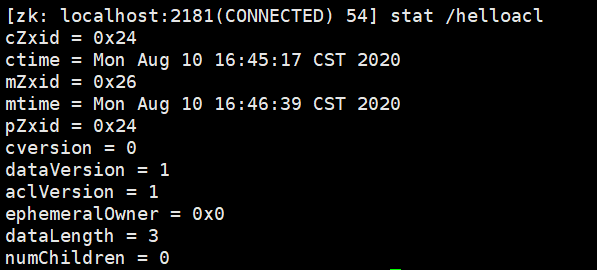 [zk: localhost:2181(CONNECTED) 54] stat /helloacl
cZxid = 0x24
ctime = Mon Aug 10 16:45:17 CST 2020
mZxid = 0x26
mtime = Mon Aug 10 16:46:39 CST 2020
pZxid = 0x24
cversion = 0
dataVersion = 1
aclVersion = 1
ephemeralOwner = 0x0
dataLength = 3
numChildren = 0